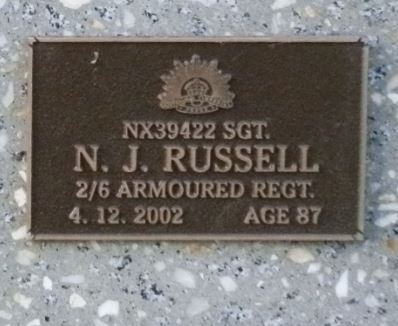 NX39422 SGT.
N. J. RUSSELL
2/6 ARMOURED REGT.
4. 12. 2002 AGE 87